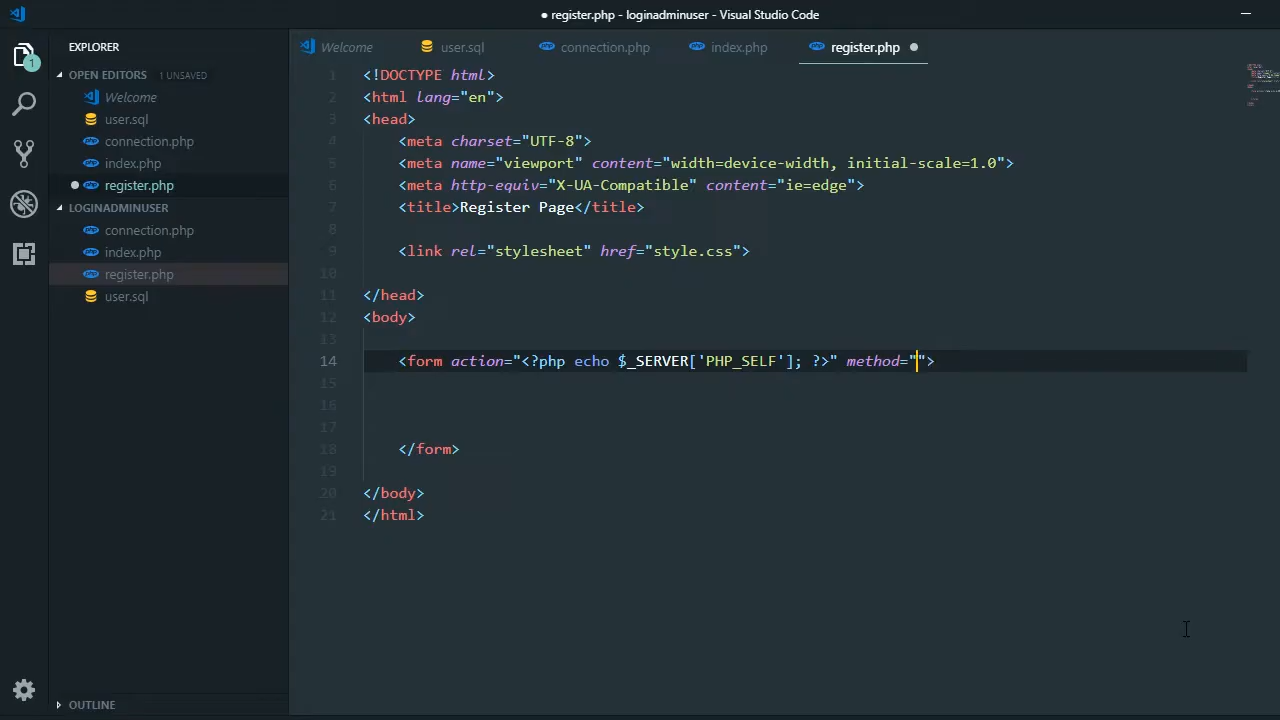 ● register.php - loginadminuser - Visual Studio Code
EXPLORER
OPEN EDITORS 1 UNSAVED
Welcome
user.sql
connection.php
index.php
register.php
LOGINADMINUSER
connection.php
index.php
register.php
user.sql
OUTLINE
1
Welcome user.sql connection.php index.php register.php
1 <!DOCTYPE html>
2 <html lang="en">
3 <head>
4 <meta charset="UTF-8">
5 <meta name="viewport" content="width=device-width, initial-scale=1.0">
6 <meta http-equiv="X-UA-Compatible" content="ie=edge">
7 <title>Register Page</title>
8
9 <link rel="stylesheet" href="style.css">
10
11 </head>
12 <body>
13
14 <form action="<?php echo $_SERVER['PHP_SELF']; ?>" method="">
15
16
17
18 </form>
19
20 </body>
21 </html>